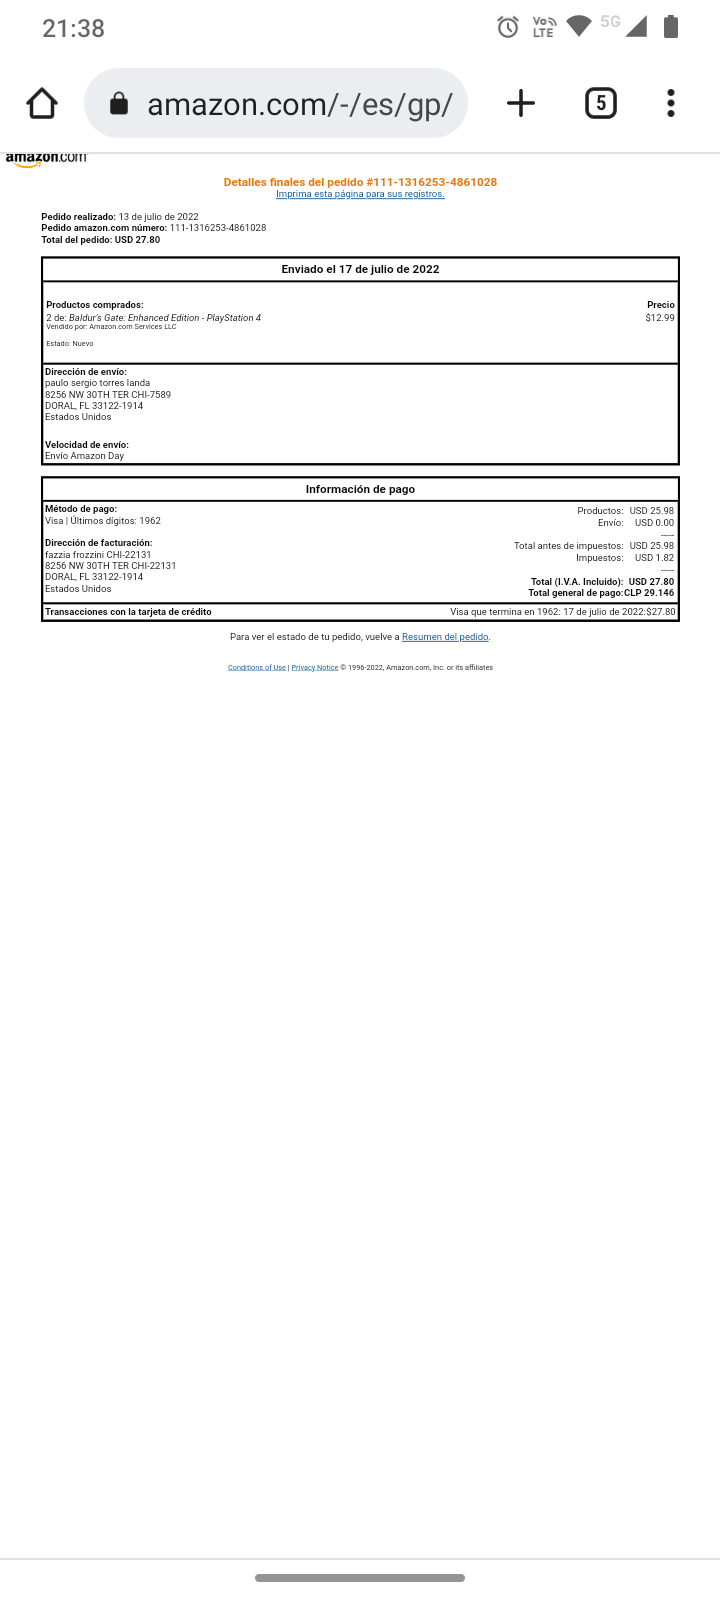 21:38
Vo LTE
5G
amazon.com/-/es/gp/
5
amazon.com
Detalles finales del pedido #111-1316253-4861028
Imprima esta página para sus registros.
Pedido realizado: 13 de julio de 2022
Pedido amazon.com número: 111-1316253-4861028
Total del pedido: USD 27.80
Enviado el 17 de julio de 2022
Productos comprados: Precio
2 de: Baldur's Gate: Enhanced Edition - PlayStation 4 $12.99
Vendido por: Amazon.com Services LLC
Estado: Nuevo
Dirección de envío:
paulo sergio torres landa
8256 NW 30TH TER CHI-7589
DORAL, FL 33122-1914
Estados Unidos
Velocidad de envío:
Envío Amazon Day
Información de pago
Método de pago:
Visa | Últimos dígitos: 1962
Dirección de facturación:
fazzia frozzini CHI-22131
8256 NW 30TH TER CHI-22131
DORAL, FL 33122-1914
Estados Unidos
Productos: USD 25.98
Envío: USD 0.00
-----
Total antes de impuestos: USD 25.98
Impuestos: USD 1.82
-----
Total (I.V.A. Incluido): USD 27.80
Total general de pago:CLP 29.146
Transacciones con la tarjeta de crédito Visa que termina en 1962: 17 de julio de 2022:$27.80
Para ver el estado de tu pedido, vuelve a Resumen del pedido.
Conditions of Use | Privacy Notice © 1996-2022, Amazon.com, Inc. or its affiliates